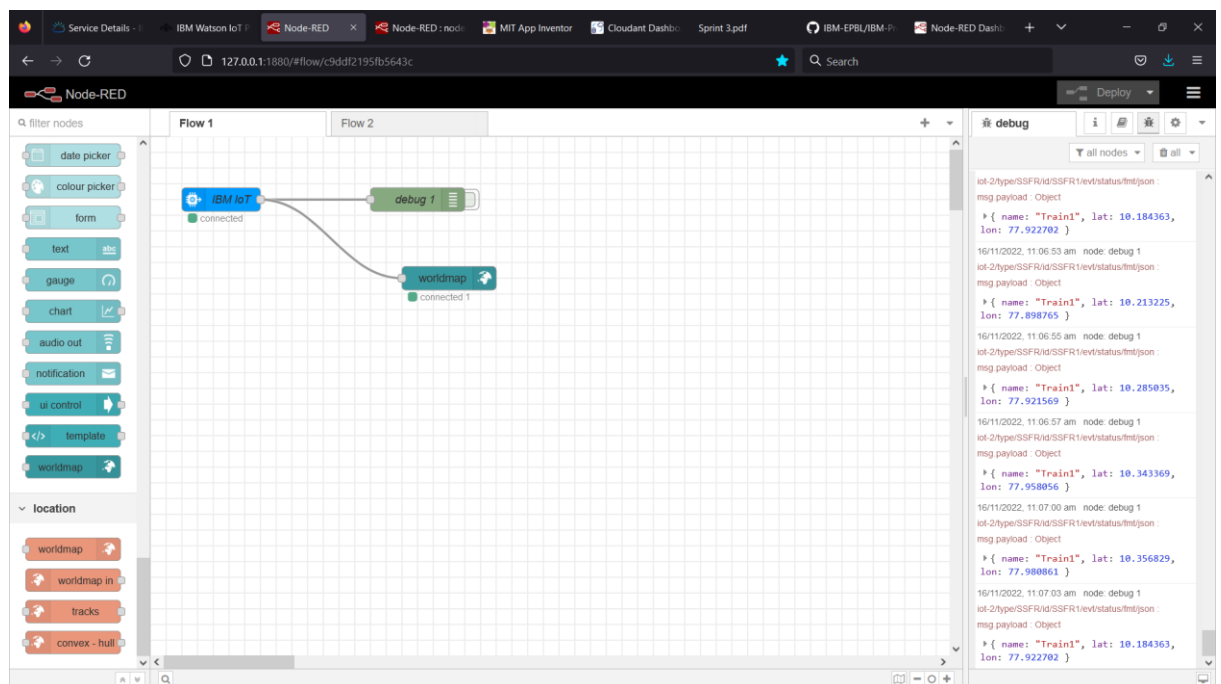 Service Details - I
IBM Watson IoT P
Node-RED
Node-RED : node
MIT App Inventor
Cloudant Dashbo
Sprint 3.pdf
IBM-EPBL/IBM-Pr
Node-RED Dashb
127.0.0.1:1880/#flow/c9ddf2195fb5643c
Search
Node-RED
Deploy
filter nodes
Flow 1
Flow 2
debug
i
all nodes
all
date picker
colour picker
form
text
abc
gauge
chart
audio out
notification
ui control
</> template
worldmap
location
worldmap
worldmap in
tracks
convex - hull
IBM IoT
connected
debug 1
worldmap
connected 1
iot-2/type/SSFR/id/SSFR1/evt/status/fmt/json :
msg.payload : Object
{ name: "Train1", lat: 10.184363,
lon: 77.922702 }
16/11/2022, 11:06:53 am node: debug 1
iot-2/type/SSFR/id/SSFR1/evt/status/fmt/json :
msg.payload : Object
{ name: "Train1", lat: 10.213225,
lon: 77.898765 }
16/11/2022, 11:06:55 am node: debug 1
iot-2/type/SSFR/id/SSFR1/evt/status/fmt/json :
msg.payload : Object
{ name: "Train1", lat: 10.285035,
lon: 77.921569 }
16/11/2022, 11:06:57 am node: debug 1
iot-2/type/SSFR/id/SSFR1/evt/status/fmt/json :
msg.payload : Object
{ name: "Train1", lat: 10.343369,
lon: 77.958056 }
16/11/2022, 11:07:00 am node: debug 1
iot-2/type/SSFR/id/SSFR1/evt/status/fmt/json :
msg.payload : Object
{ name: "Train1", lat: 10.356829,
lon: 77.980861 }
16/11/2022, 11:07:03 am node: debug 1
iot-2/type/SSFR/id/SSFR1/evt/status/fmt/json :
msg.payload : Object
{ name: "Train1", lat: 10.184363,
lon: 77.922702 }